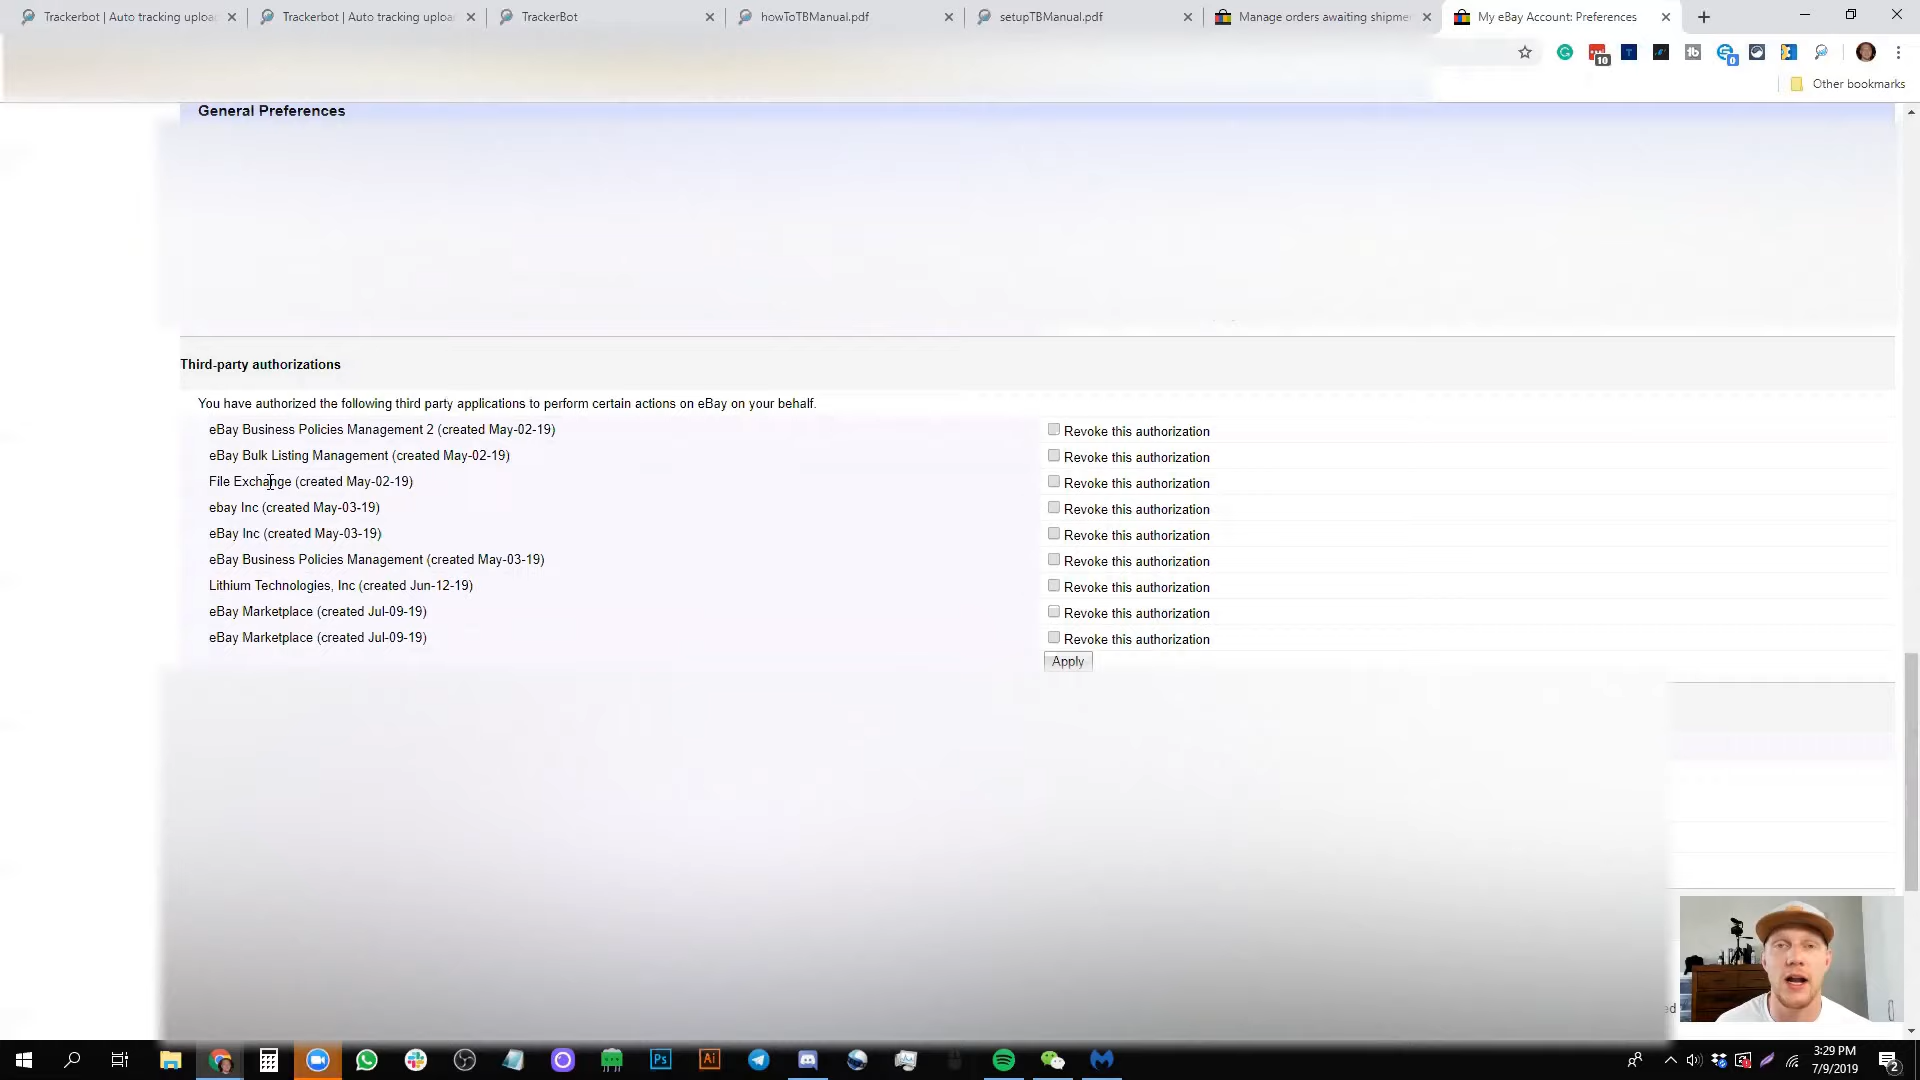 Trackerbot | Auto tracking uploa
Trackerbot | Auto tracking uploa
TrackerBot
howToTBManual.pdf
setupTBManual.pdf
Manage orders awaiting shipme
My eBay Account: Preferences
10
0
Other bookmarks
General Preferences
Third-party authorizations
You have authorized the following third party applications to perform certain actions on eBay on your behalf.
eBay Business Policies Management 2 (created May-02-19)
Revoke this authorization
eBay Bulk Listing Management (created May-02-19)
Revoke this authorization
File Exchange (created May-02-19)
Revoke this authorization
ebay Inc (created May-03-19)
Revoke this authorization
eBay Inc (created May-03-19)
Revoke this authorization
eBay Business Policies Management (created May-03-19)
Revoke this authorization
Lithium Technologies, Inc (created Jun-12-19)
Revoke this authorization
eBay Marketplace (created Jul-09-19)
Revoke this authorization
eBay Marketplace (created Jul-09-19)
Revoke this authorization
Apply
ed
Ps
Ai
3:29 PM
7/9/2019
2